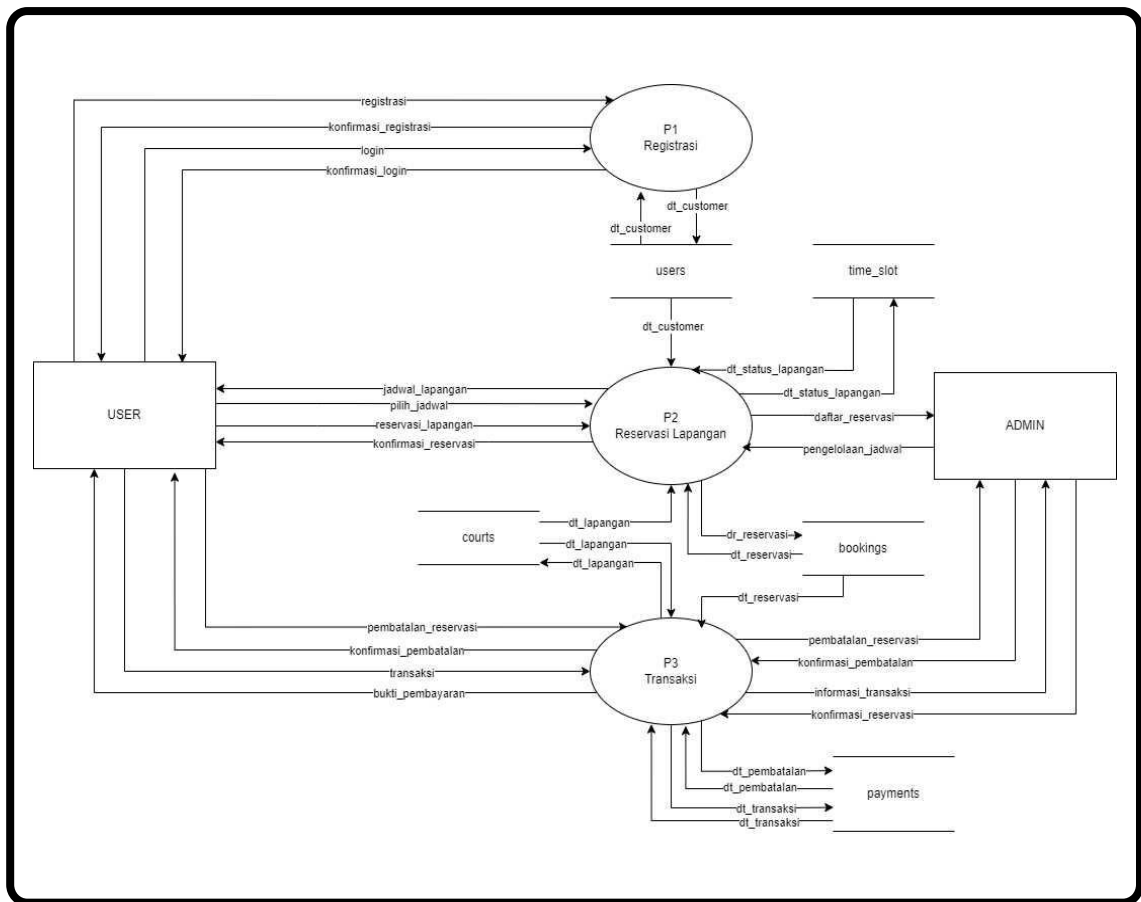 registrasi
konfirmasi_registrasi
login
konfirmasi_login
P1
Registrasi
dt_customer
dt_customer
users
time_slot
dt_customer
dt_status_lapangan
dt_status_lapangan
USER
jadwal_lapangan
pilih_jadwal
reservasi_lapangan
konfirmasi_reservasi
P2
Reservasi Lapangan
daftar_reservasi
pengelolaan_jadwal
ADMIN
courts
dt_lapangan
dt_lapangan
dt_lapangan
dr_reservasi
dt_reservasi
bookings
dt_reservasi
pembatalan_reservasi
konfirmasi_pembatalan
transaksi
bukti_pembayaran
P3
Transaksi
pembatalan_reservasi
konfirmasi_pembatalan
informasi_transaksi
konfirmasi_reservasi
dt_pembatalan
dt_pembatalan
dt_transaksi
dt_transaksi
payments